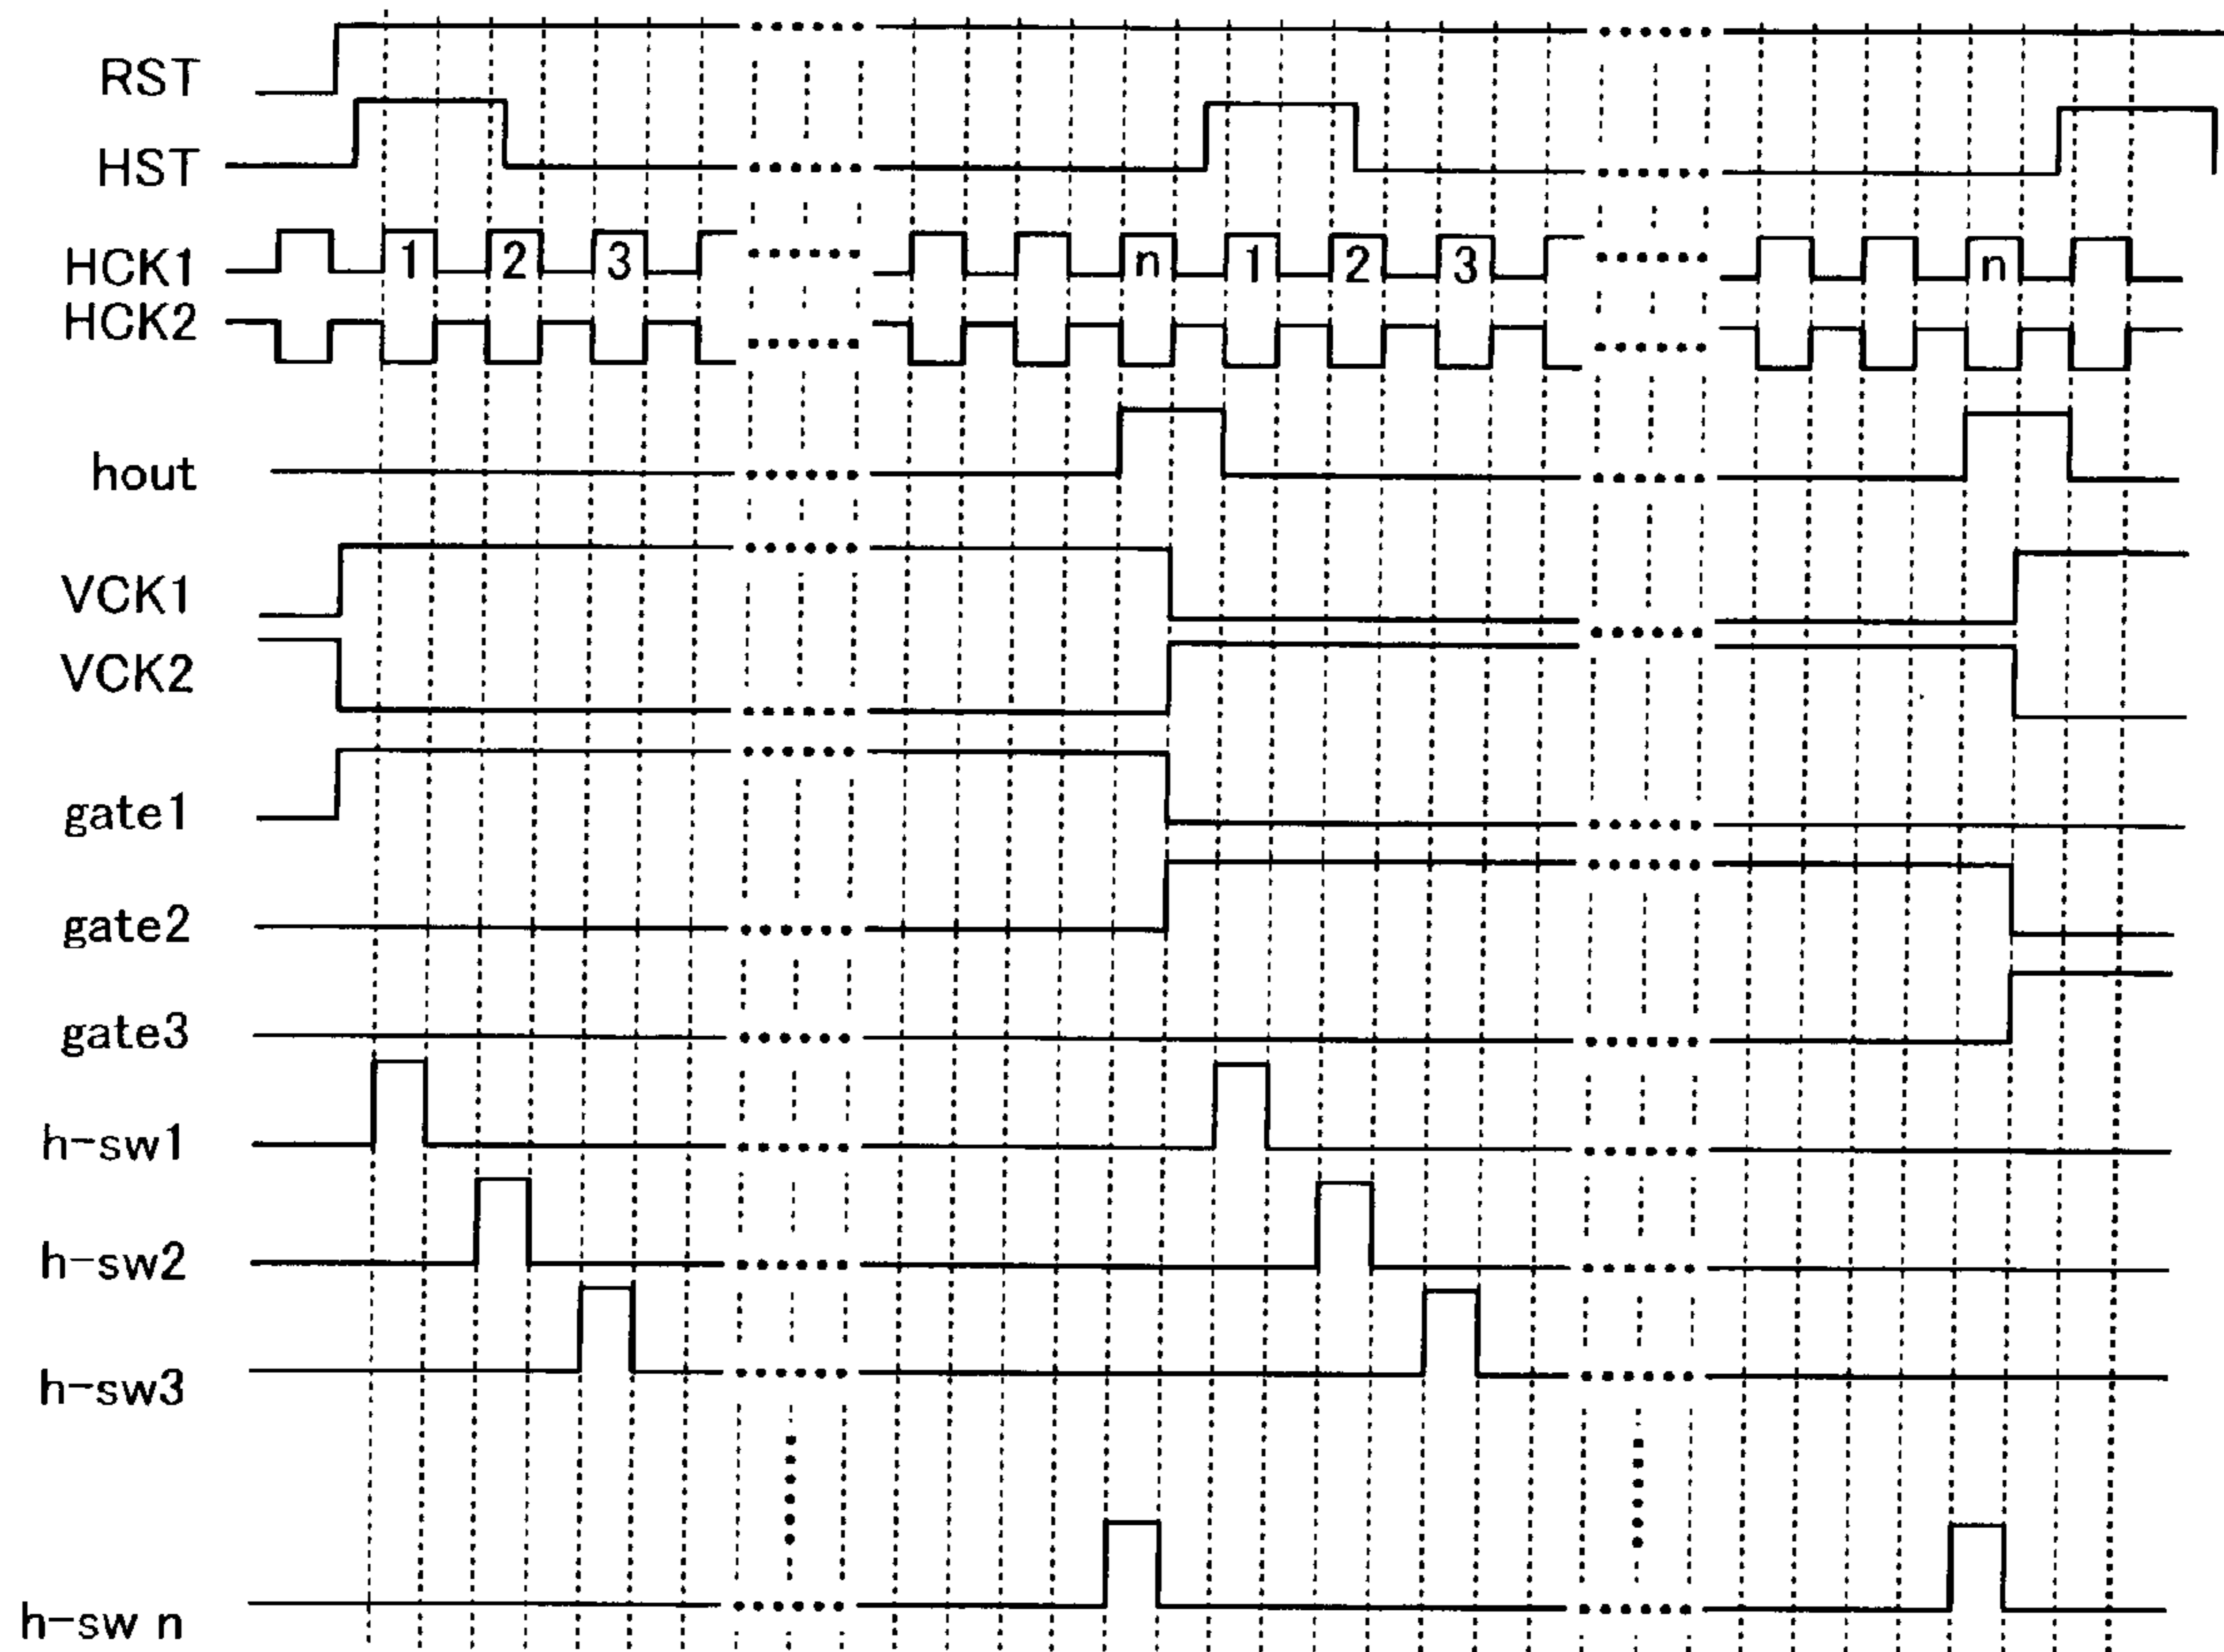 RST
HST
HCK1 1 2 3 n 1 2 3 n
HCK2
hout
VCK1
VCK2
gate1
gate2
gate3
h-sw1
h-sw2
h-sw3
h-sw n